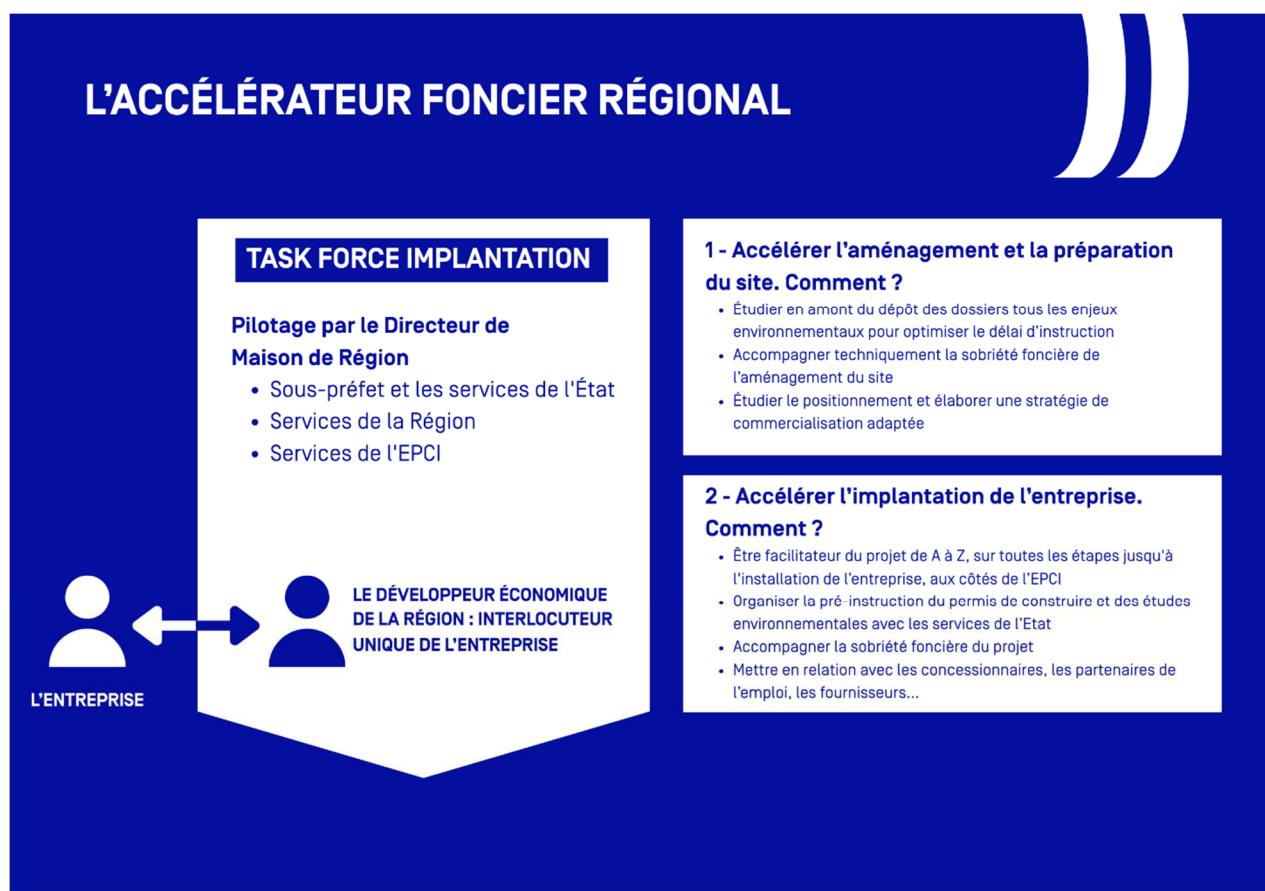 L'ACCÉLÉRATEUR FONCIER RÉGIONAL
TASK FORCE IMPLANTATION
Pilotage par le Directeur de
Maison de Région
• Sous-préfet et les services de l'État
• Services de la Région
• Services de l'EPCI
LE DÉVELOPPEUR ÉCONOMIQUE
DE LA RÉGION : INTERLOCUTEUR
UNIQUE DE L'ENTREPRISE
L'ENTREPRISE
1 - Accélérer l'aménagement et la préparation
du site. Comment ?
• Étudier en amont du dépôt des dossiers tous les enjeux
environnementaux pour optimiser le délai d'instruction
• Accompagner techniquement la sobriété foncière de
l'aménagement du site
• Étudier le positionnement et élaborer une stratégie de
commercialisation adaptée
2 - Accélérer l'implantation de l'entreprise.
Comment ?
• Être facilitateur du projet de A à Z, sur toutes les étapes jusqu'à
l'installation de l'entreprise, aux côtés de l'EPCI
• Organiser la pré-instruction du permis de construire et des études
environnementales avec les services de l'Etat
• Accompagner la sobriété foncière du projet
• Mettre en relation avec les concessionnaires, les partenaires de
l'emploi, les fournisseurs...